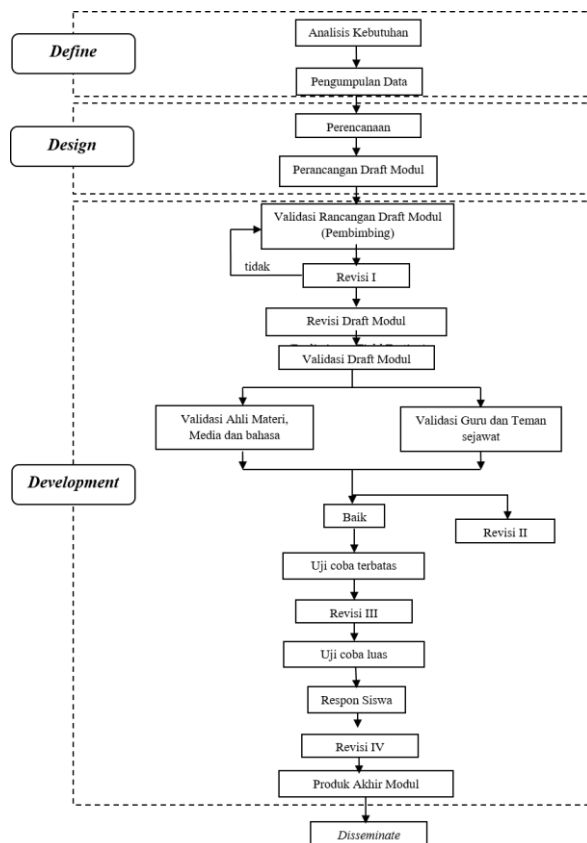 Define
Analisis Kebutuhan
Pengumpulan Data
Design
Perencanaan
Perancangan Draft Modul
Validasi Rancangan Draft Modul
(Pembimbing)
tidak
Revisi I
Revisi Draft Modul
Validasi Draft Modul
Validasi Ahli Materi,
Media dan bahasa
Validasi Guru dan Teman
sejawat
Development
Baik
Revisi II
Uji coba terbatas
Revisi III
Uji coba luas
Respon Siswa
Revisi IV
Produk Akhir Modul
Disseminate